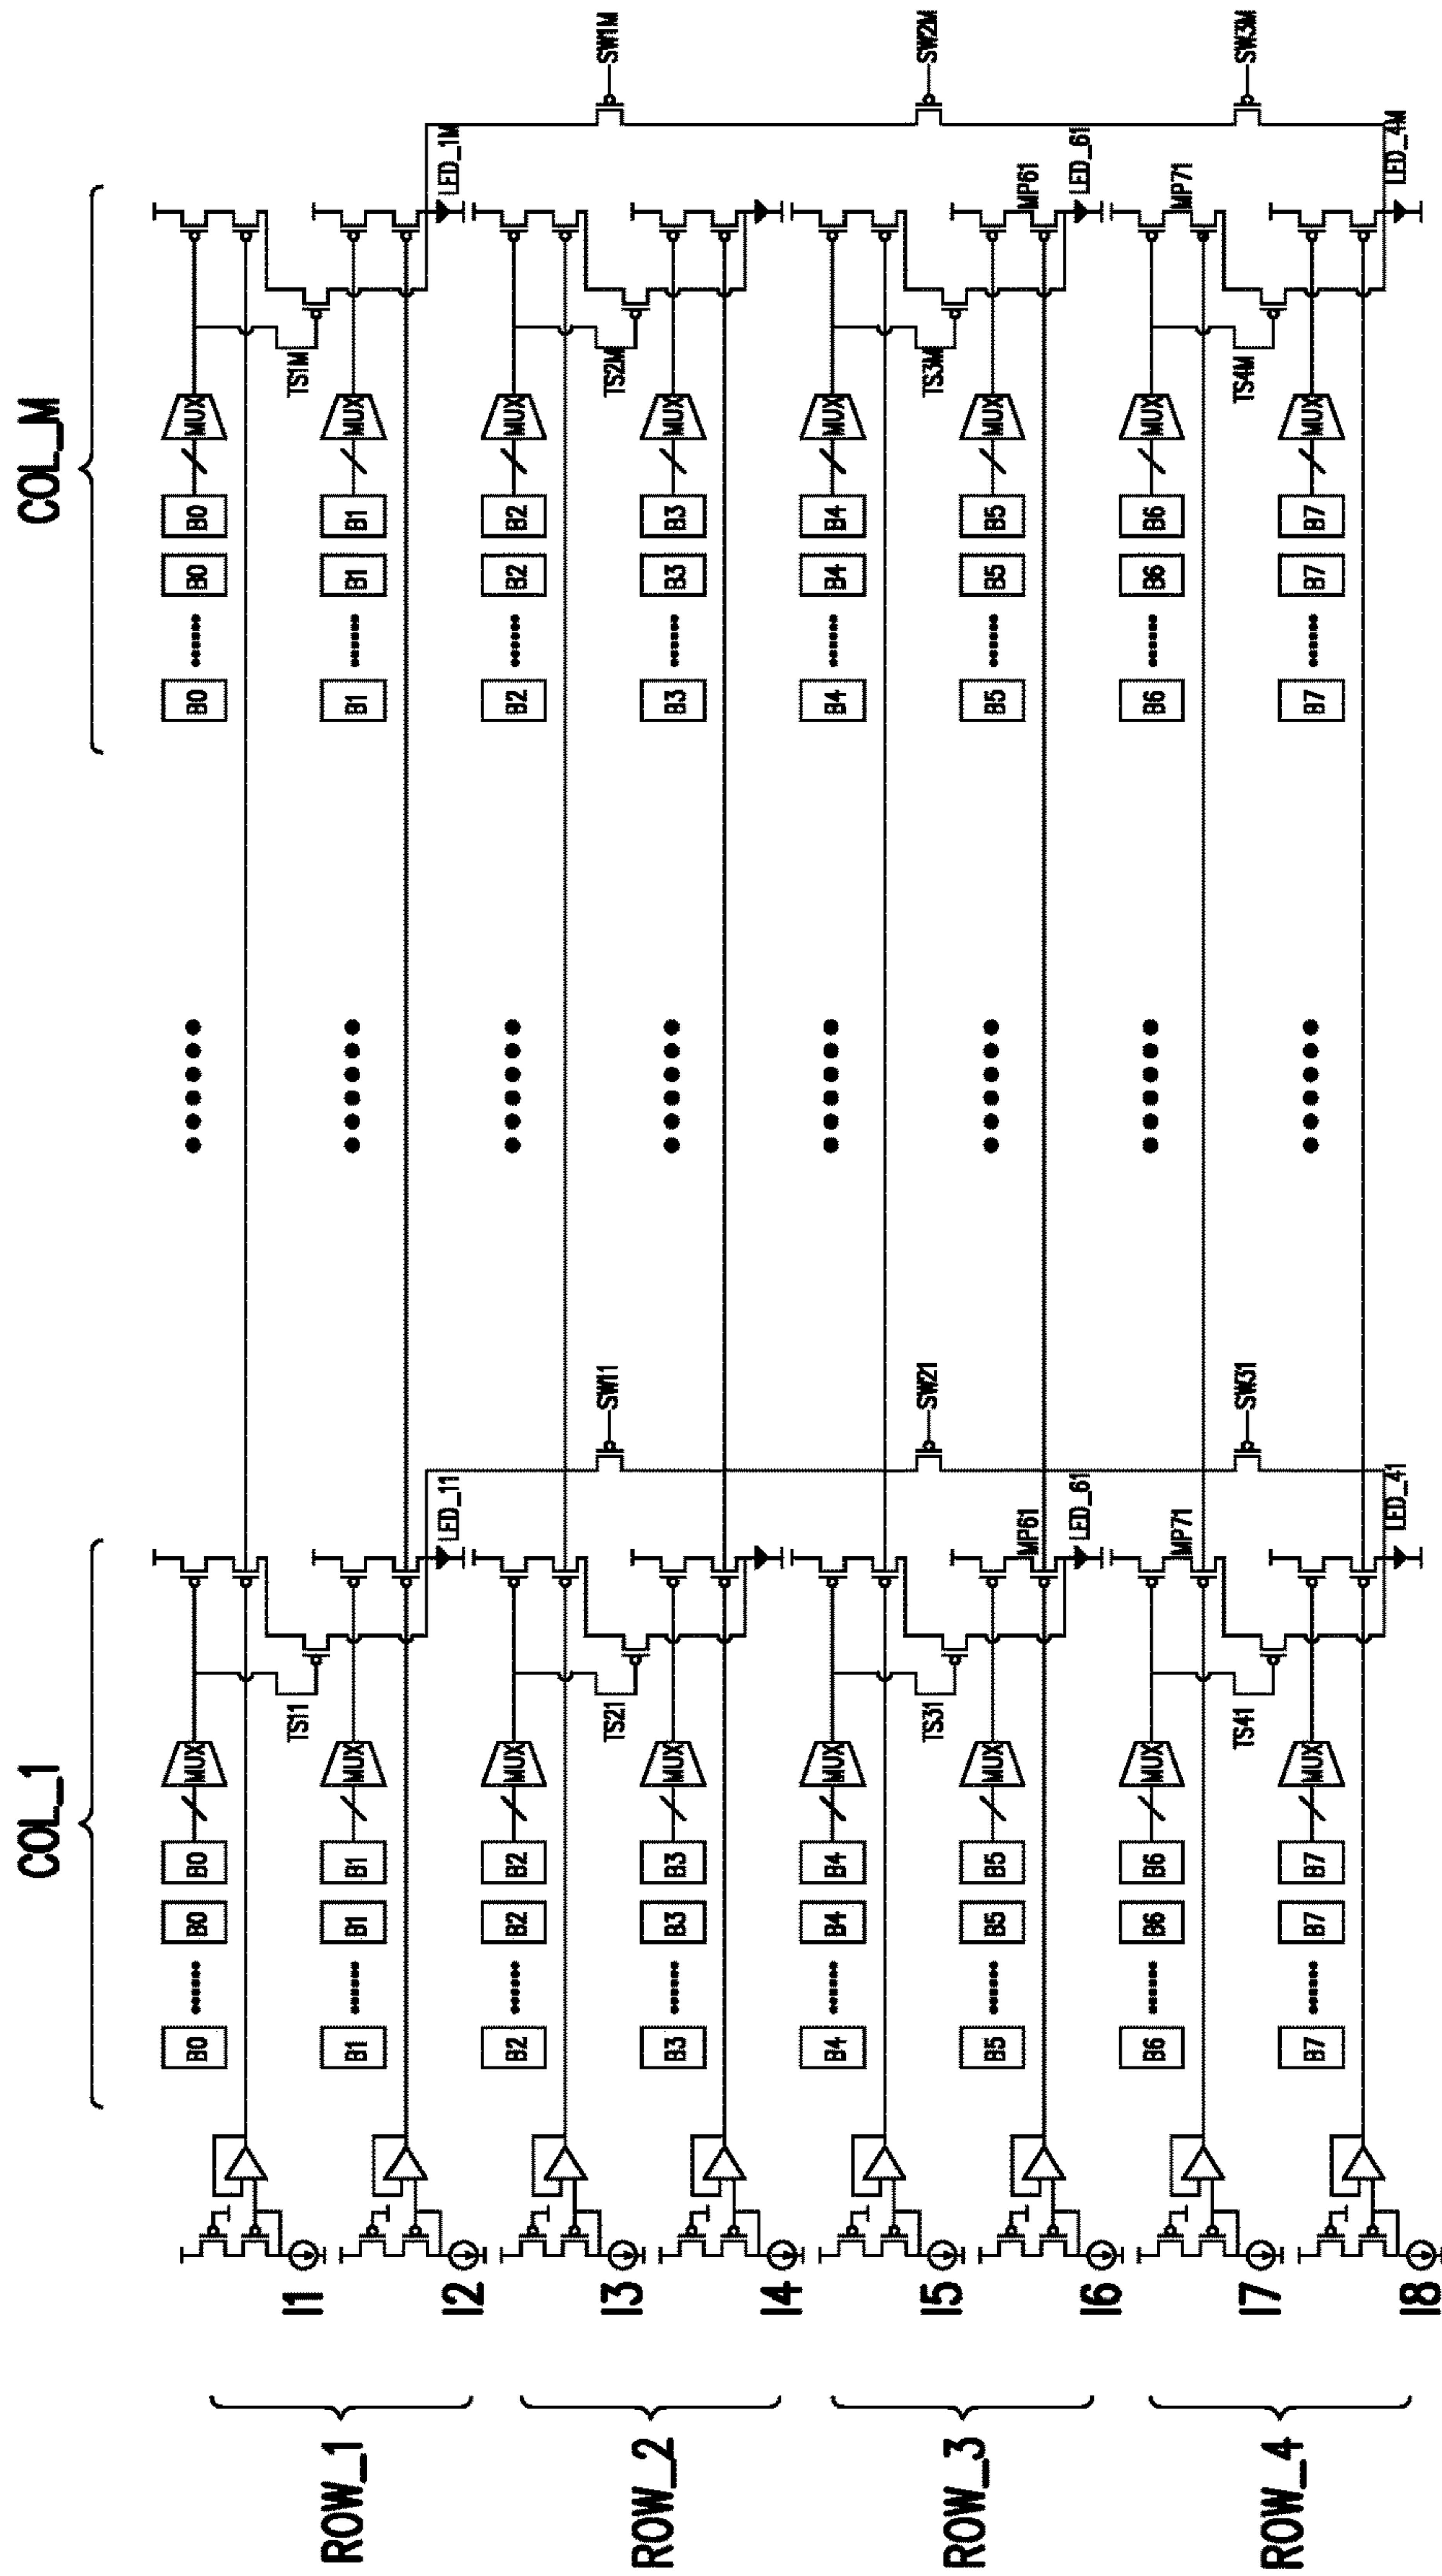 COL_1 COL_M
B0 B0 B0 MUX B0 B0 B0 MUX
I1 TS11 TS1M
ROW_1
B1 B1 B1 MUX B1 B1 B1 MUX
I2 LED_11 LED_1M
B2 B2 B2 MUX B2 B2 B2 MUX
I3 TS21 SW11 TS2M SW1M
ROW_2
B3 B3 B3 MUX B3 B3 B3 MUX
I4
B4 B4 B4 MUX B4 B4 B4 MUX
I5 TS31 SW21 TS3M SW2M
ROW_3
B5 B5 B5 MUX B5 B5 B5 MUX
MP61 MP61
I6 LED_61 LED_61
B6 B6 B6 MUX B6 B6 B6 MUX
MP71 MP71
I7 TS41 SW31 TS4M SW3M
ROW_4
B7 B7 B7 MUX B7 B7 B7 MUX
I8 LED_41 LED_4M